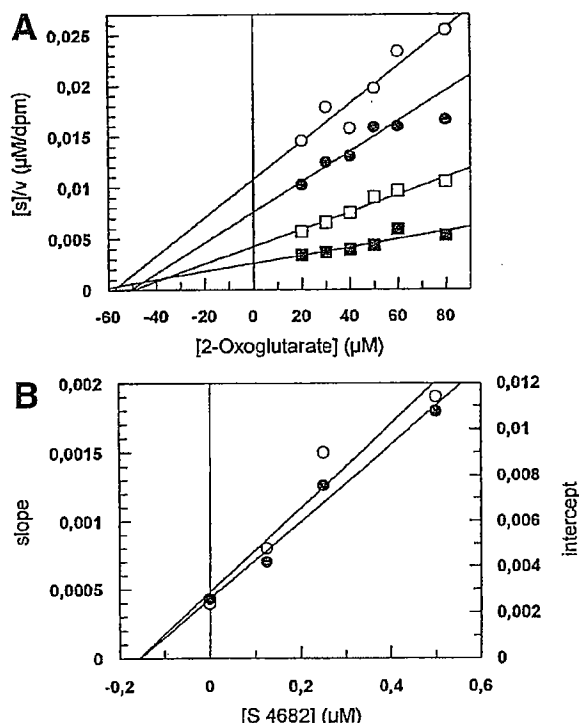 A
[s]/v (µM/dpm)
0,025
0,02
0,015
0,01
0,005
0
-60 -40 -20 0 20 40 60 80
[2-Oxoglutarate] (µM)
B
slope
0,002
0,0015
0,001
0,0005
0
0,012
0,01
0,008
0,006
0,004
0,002
0
intercept
-0,2 0 0,2 0,4 0,6
[S 4682] (µM)